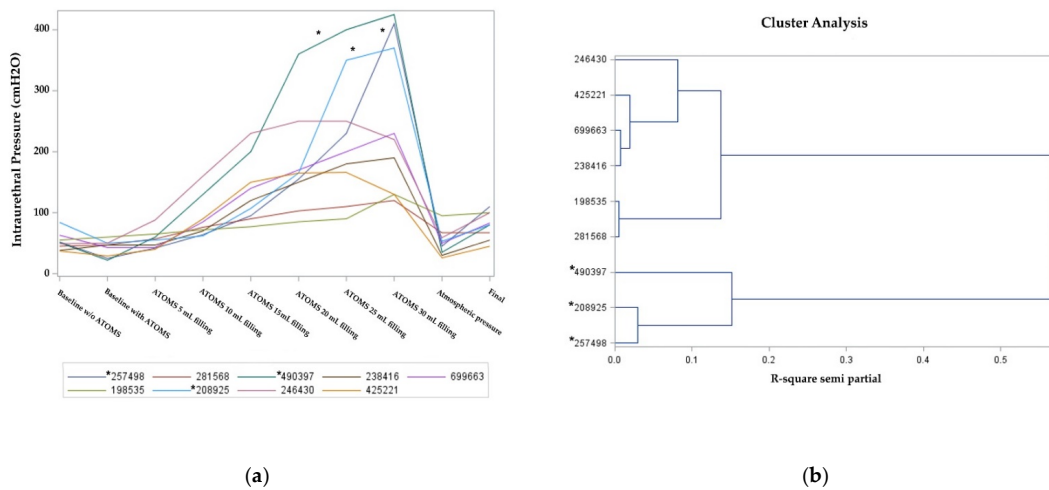 400
300
200
100
0
Intraurethral Pressure (cmH2O)
*
*
*
Baseline w/o ATOMS
Baseline with ATOMS
ATOMS 5 mL filling
ATOMS 10 mL filling
ATOMS 15mL filling
ATOMS 20 mL filling
ATOMS 25 mL filling
ATOMS 30 mL filling
Atmospheric pressure
Final
*257498 281568 *490397 238416 699663
198535 *208925 246430 425221
(a)
Cluster Analysis
246430
425221
699663
238416
198535
281568
*490397
*208925
*257498
0.0 0.1 0.2 0.3 0.4 0.5
R-square semi partial
(b)